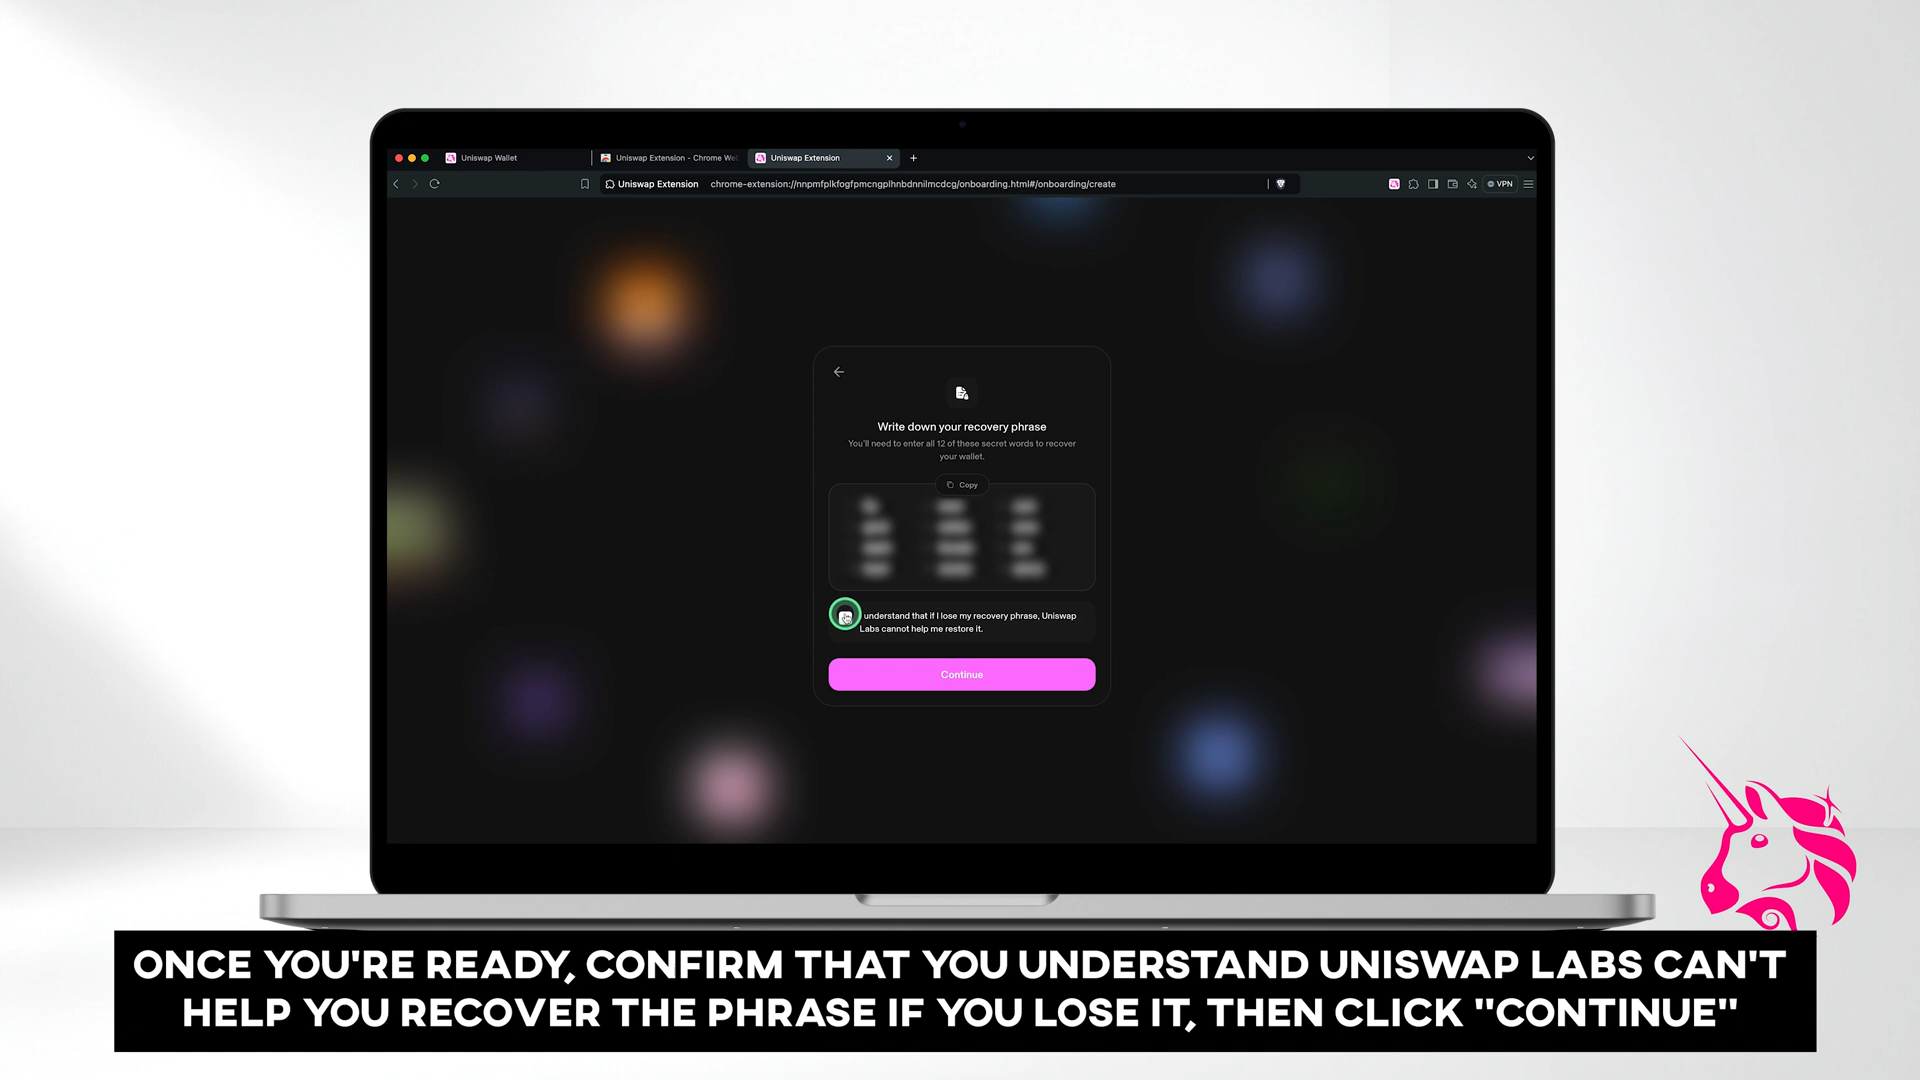 Uniswap Wallet
Uniswap Extension - Chrome We
Uniswap Extension
Uniswap Extension
chrome-extension://nnpmfplkfogfpmcngplhnbdnnilmcdcg/onboarding.html#/onboarding/create
VPN
Write down your recovery phrase
You'll need to enter all 12 of these secret words to recover
your wallet.
Copy
understand that if I lose my recovery phrase, Uniswap
Labs cannot help me restore it.
Continue
ONCE YOU'RE READY, CONFIRM THAT YOU UNDERSTAND UNISWAP LABS CAN'T
HELP YOU RECOVER THE PHRASE IF YOU LOSE IT, THEN CLICK "CONTINUE"